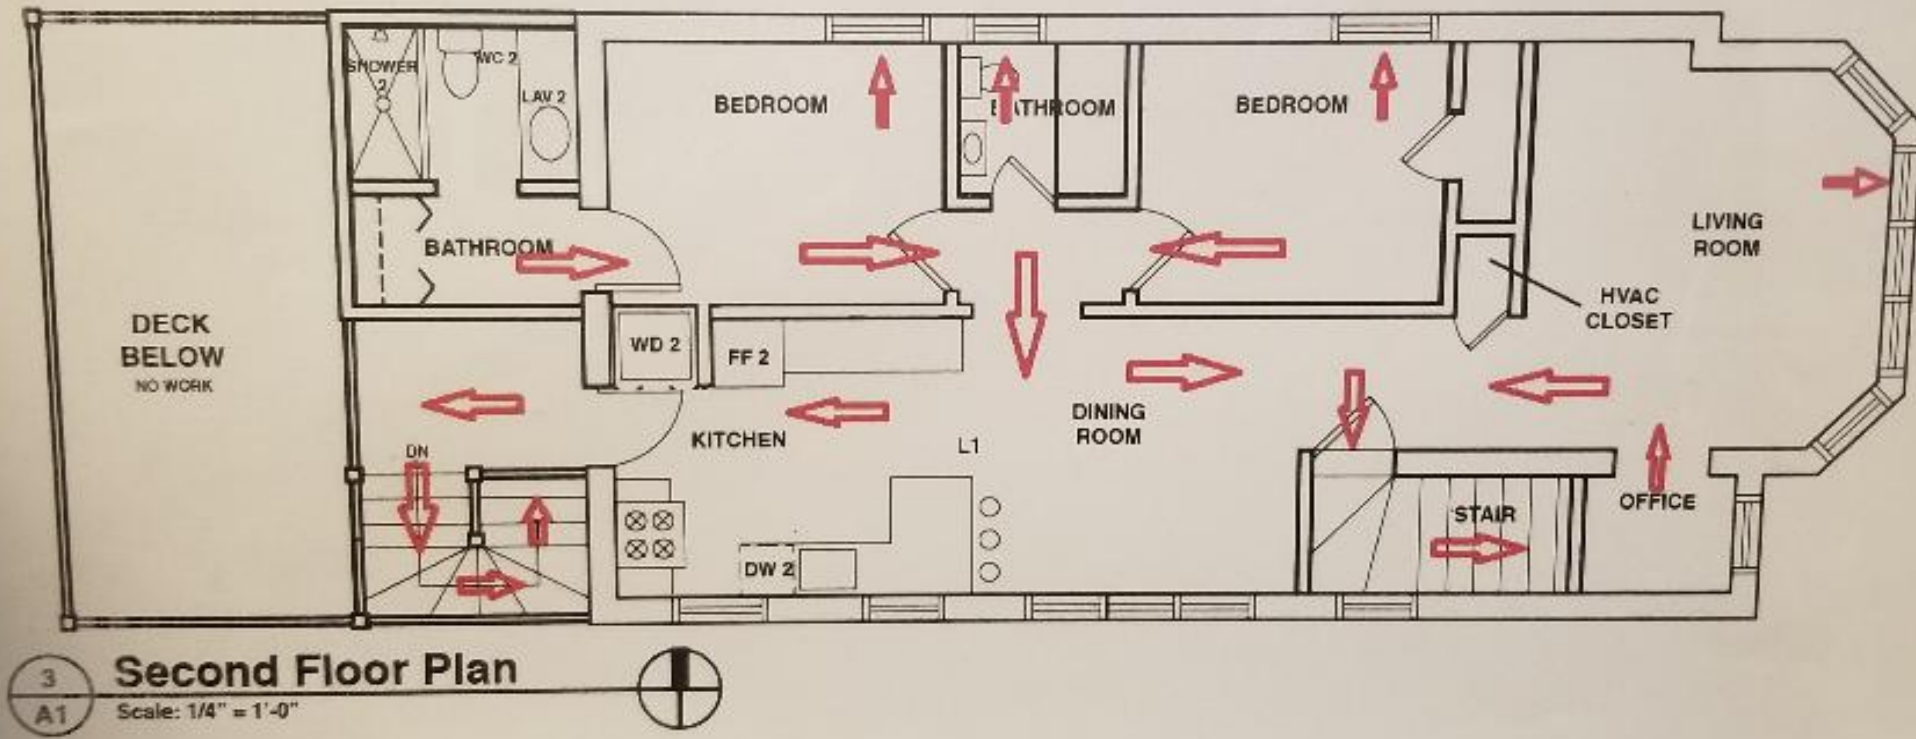 SHOWER
2
WC 2
LAV 2
BATHROOM
BEDROOM
BATHROOM
BEDROOM
LIVING
ROOM
HVAC
CLOSET
DECK
BELOW
NO WORK
WD 2
FF 2
DN
KITCHEN
L1
DINING
ROOM
DW 2
STAIR
OFFICE
3
A1
Second Floor Plan
Scale: 1/4" = 1'-0"